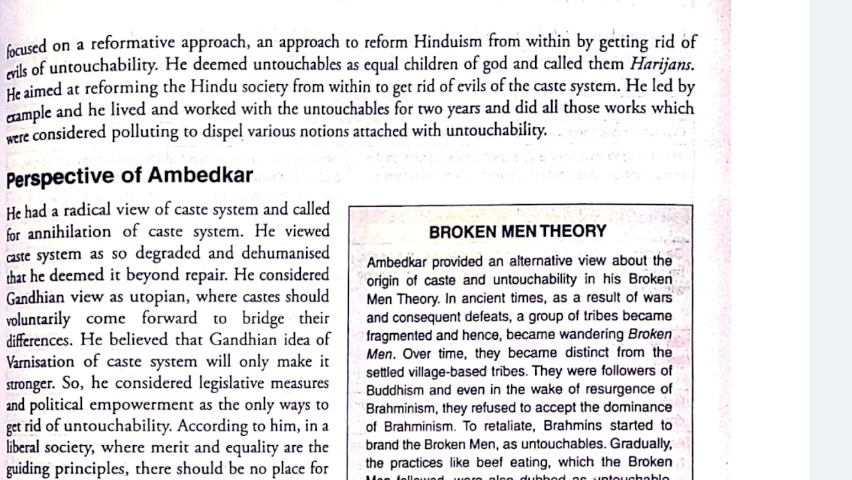 focused on a reformative approach, an approach to reform Hinduism from within by getting rid of
evils of untouchability. He deemed untouchables as equal children of god and called them Harijans.
He aimed at reforming the Hindu society from within to get rid of evils of the caste system. He led by
example and he lived and worked with the untouchables for two years and did all those works which
were considered polluting to dispel various notions attached with untouchability.
Perspective of Ambedkar
He had a radical view of caste system and called
for annihilation of caste system. He viewed
caste system as so degraded and dehumanised
that he deemed it beyond repair. He considered
Gandhian view as utopian, where castes should
voluntarily come forward to bridge their
differences. He believed that Gandhian idea of
Varnisation of caste system will only make it
stronger. So, he considered legislative measures
and political empowerment as the only ways to
get rid of untouchability. According to him, in a
liberal society, where merit and equality are the
guiding principles, there should be no place for
BROKEN MEN THEORY
Ambedkar provided an alternative view about the
origin of caste and untouchability in his Broken
Men Theory. In ancient times, as a result of wars
and consequent defeats, a group of tribes became
fragmented and hence, became wandering Broken
Men. Over time, they became distinct from the
settled village-based tribes. They were followers of
Buddhism and even in the wake of resurgence of
Brahminism, they refused to accept the dominance
of Brahminism. To retaliate, Brahmins started to
brand the Broken Men, as untouchables. Gradually,
the practices like beef eating, which the Broken
Men followed, were also dubbed as untouchable.